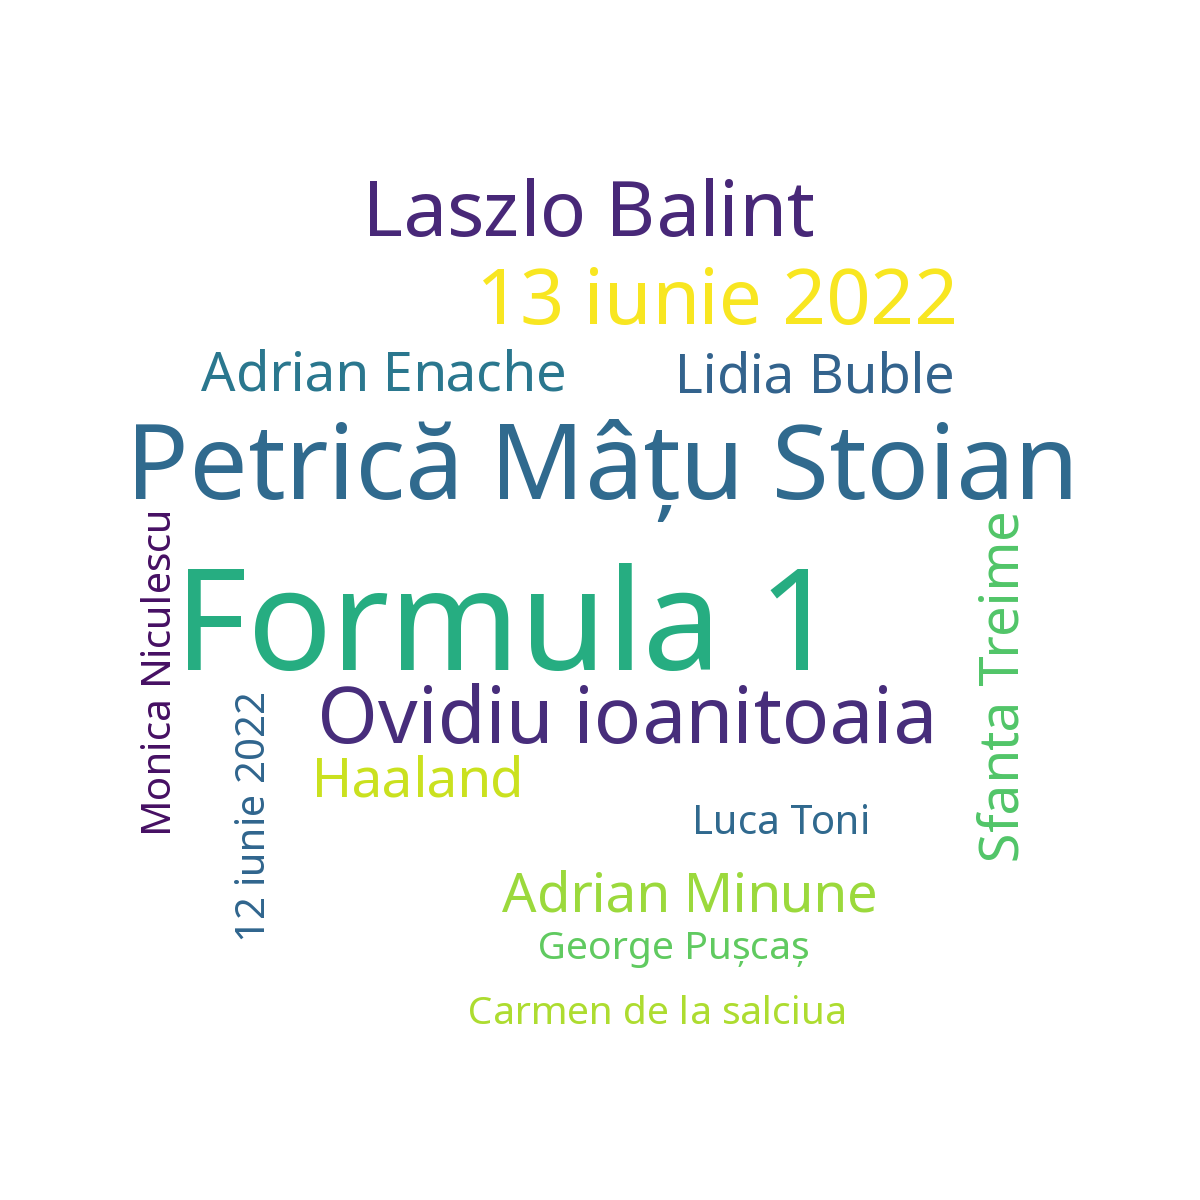 Laszlo Balint
13 iunie 2022
Adrian Enache
Lidia Buble
Petrică Mâțu Stoian
Monica Niculescu
Sfanta Treime
Formula 1
Ovidiu ioanitoaia
12 iunie 2022
Haaland
Luca Toni
Adrian Minune
George Pușcaș
Carmen de la salciua